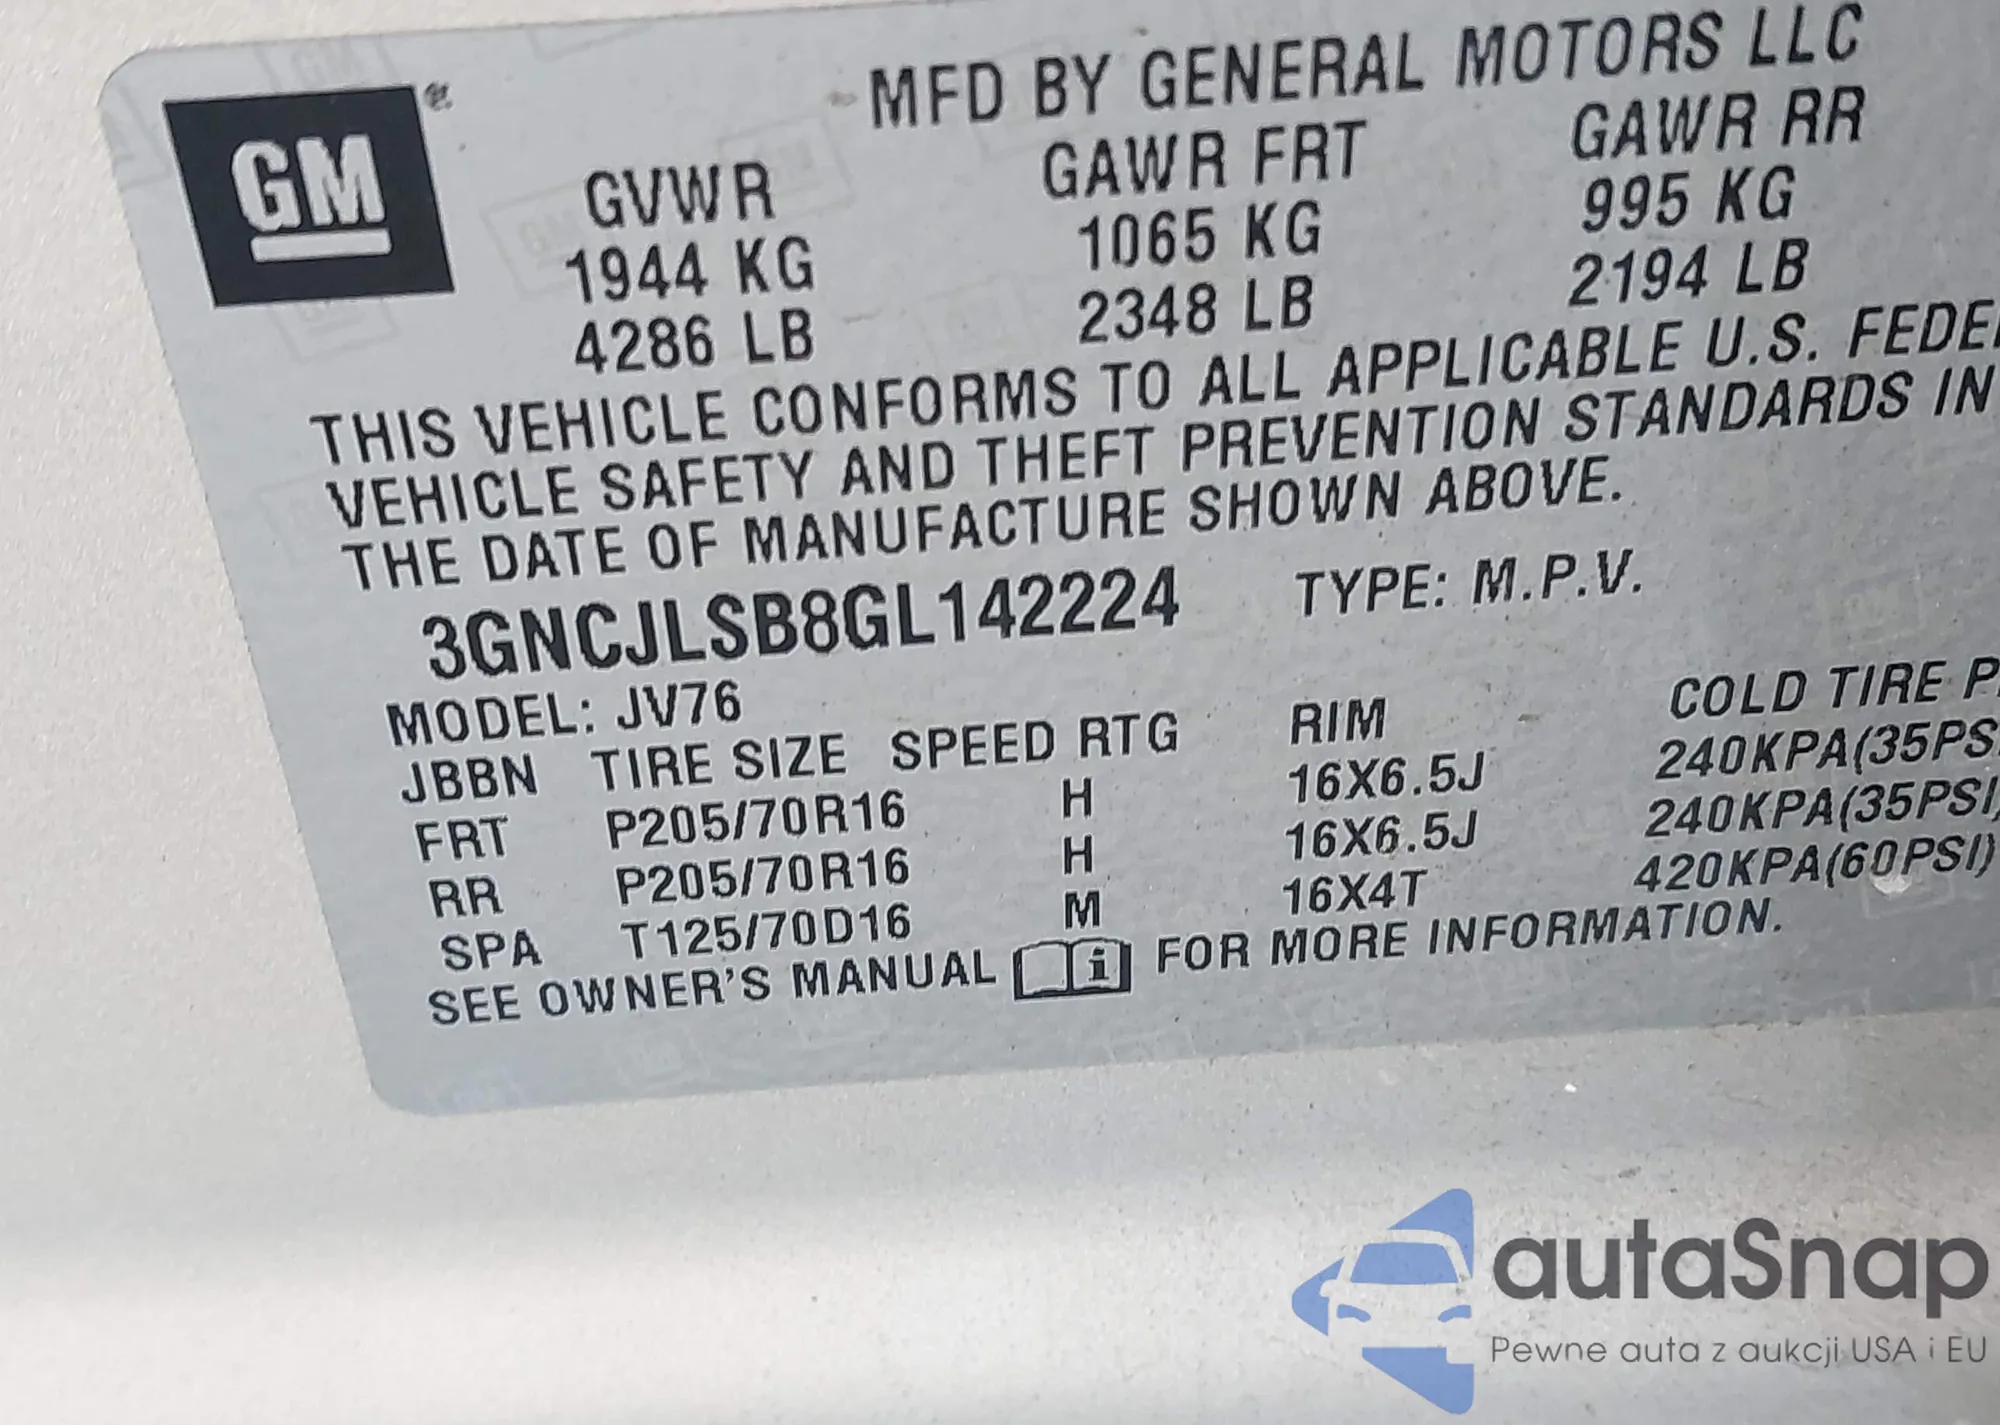 GM
MFD BY GENERAL MOTORS LLC
GVWR GAWR FRT GAWR RR
1944 KG 1065 KG 995 KG
4286 LB 2348 LB 2194 LB
THIS VEHICLE CONFORMS TO ALL APPLICABLE U.S. FEDE
VEHICLE SAFETY AND THEFT PREVENTION STANDARDS IN
THE DATE OF MANUFACTURE SHOWN ABOVE.
3GNCJLSB8GL142224 TYPE: M.P.V.
MODEL: JV76
JBBN TIRE SIZE SPEED RTG RIM COLD TIRE P
FRT P205/70R16 H 16X6.5J 240KPA(35PSI
RR P205/70R16 H 16X6.5J 240KPA(35PSI)
SPA T125/70D16 M 16X4T 420KPA(60PSI)
SEE OWNER'S MANUAL i FOR MORE INFORMATION.
autaSnap
Pewne auta z aukcji USA i EU